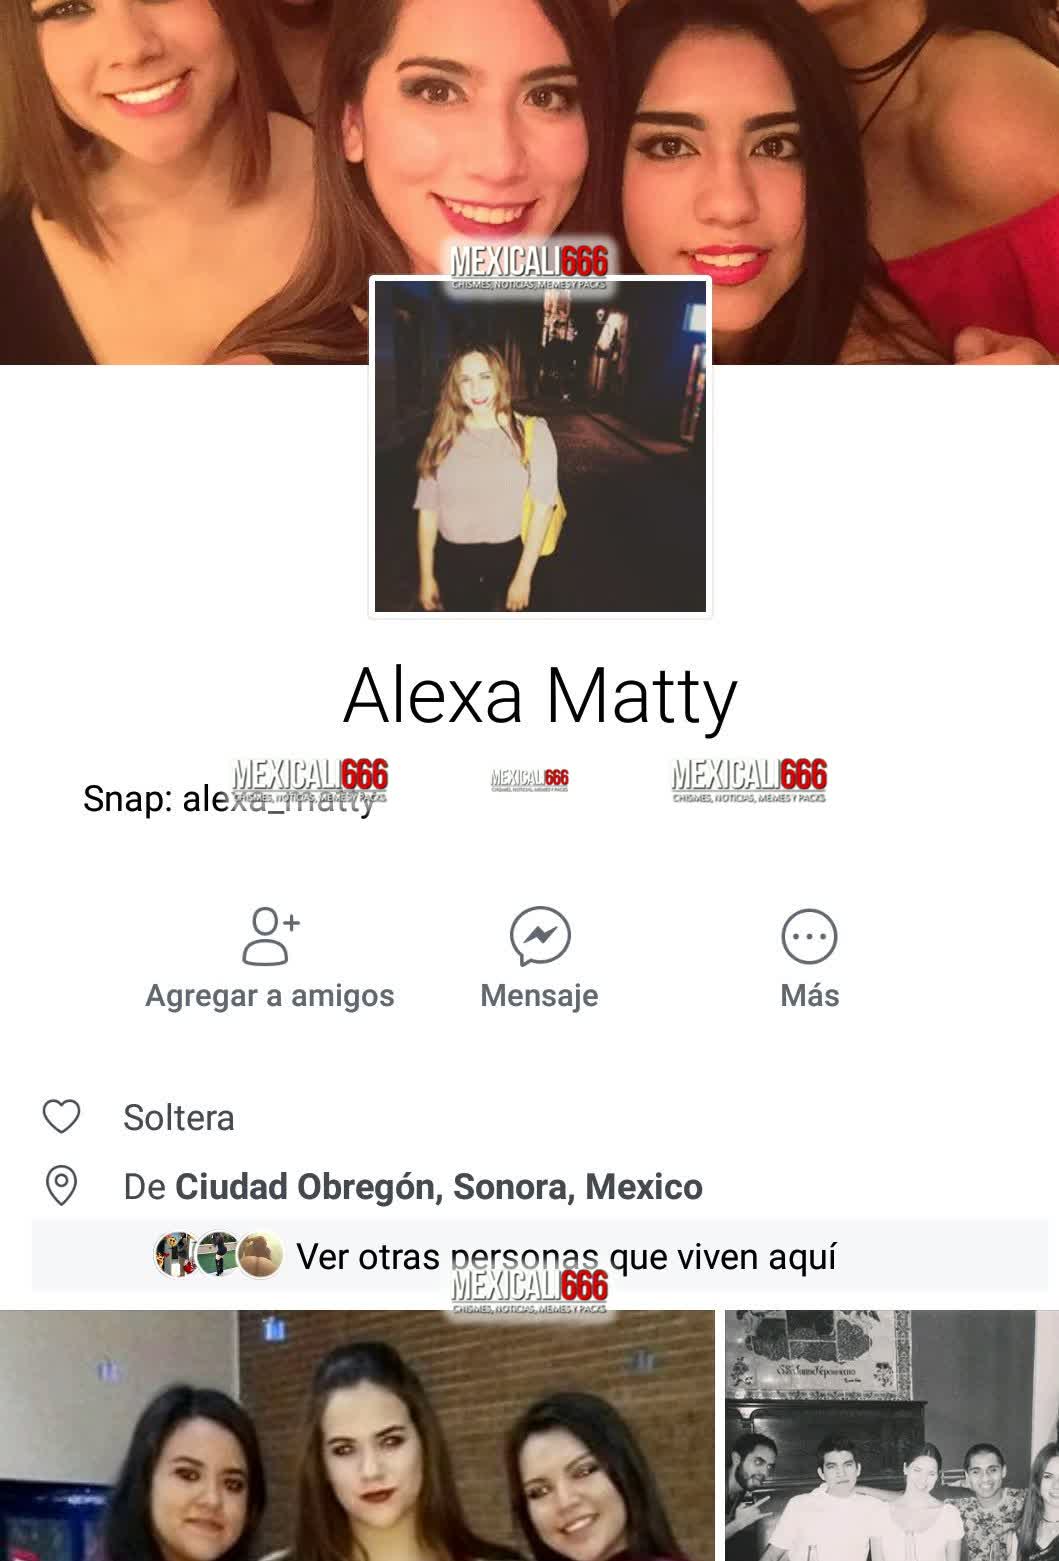 MEXICALI666
CHISMES, NOTICIAS, MEMES Y PACKS
Alexa Matty
MEXICALI666 MEXICALI666 MEXICALI666
CHISMES, NOTICIAS, MEMES Y PACKS CHISMES, NOTICIAS, MEMES Y PACKS CHISMES, NOTICIAS, MEMES Y PACKS
Snap: alexa_matty
Agregar a amigos Mensaje Más
Soltera
De Ciudad Obregón, Sonora, Mexico
Ver otras personas que viven aquí
MEXICALI666
CHISMES, NOTICIAS, MEMES Y PACKS